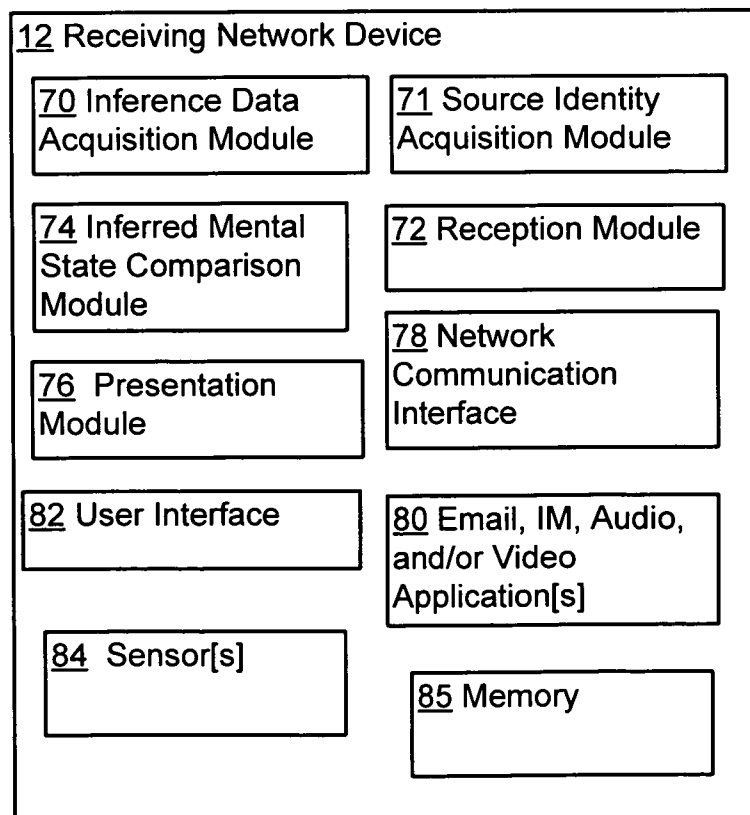 12 Receiving Network Device
70 Inference Data
Acquisition Module
71 Source Identity
Acquisition Module
74 Inferred Mental
State Comparison
Module
72 Reception Module
78 Network
Communication
Interface
76 Presentation
Module
82 User Interface
80 Email, IM, Audio,
and/or Video
Application[s]
84 Sensor[s]
85 Memory